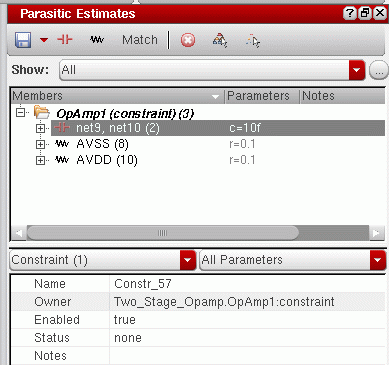 Parasitic Estimates
Match
Show: All ...
Members Parameters Notes
OpAmp1 (constraint) (3)
net9, net10 (2) c=10f
AVSS (8) r=0.1
AVDD (10) r=0.1
Constraint (1) All Parameters
Name Constr_57
Owner Two_Stage_Opamp.OpAmp1:constraint
Enabled true
Status none
Notes